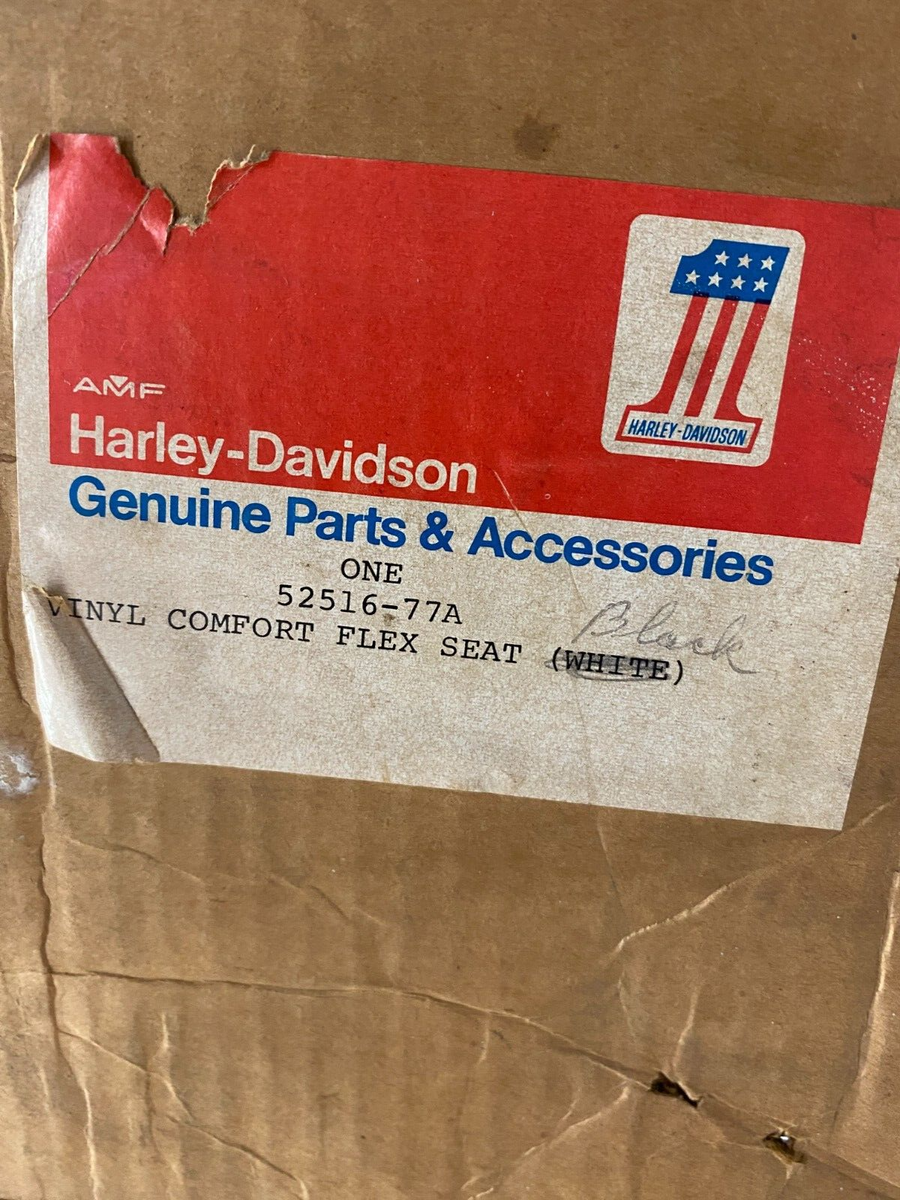 HARLEY-DAVIDSON
AMF
Harley-Davidson
Genuine Parts & Accessories
ONE
52516-77A
Black
VINYL COMFORT FLEX SEAT (WHITE)